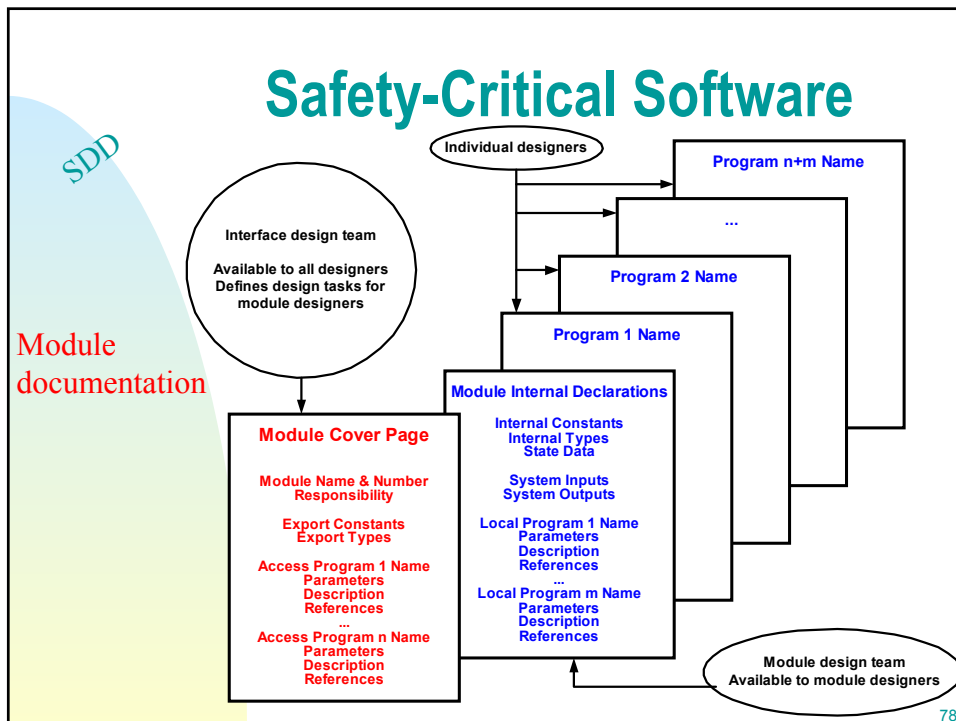 Safety-Critical Software
SDD
Module
documentation
Individual designers
Interface design team
Available to all designers
Defines design tasks for
module designers
Program n+m Name
...
Program 2 Name
Program 1 Name
Module Internal Declarations
Internal Constants
Internal Types
State Data
System Inputs
System Outputs
Local Program 1 Name
Parameters
Description
References
...
Local Program m Name
Parameters
Description
References
Module Cover Page
Module Name & Number
Responsibility
Export Constants
Export Types
Access Program 1 Name
Parameters
Description
References
...
Access Program n Name
Parameters
Description
References
Module design team
Available to module designers
78